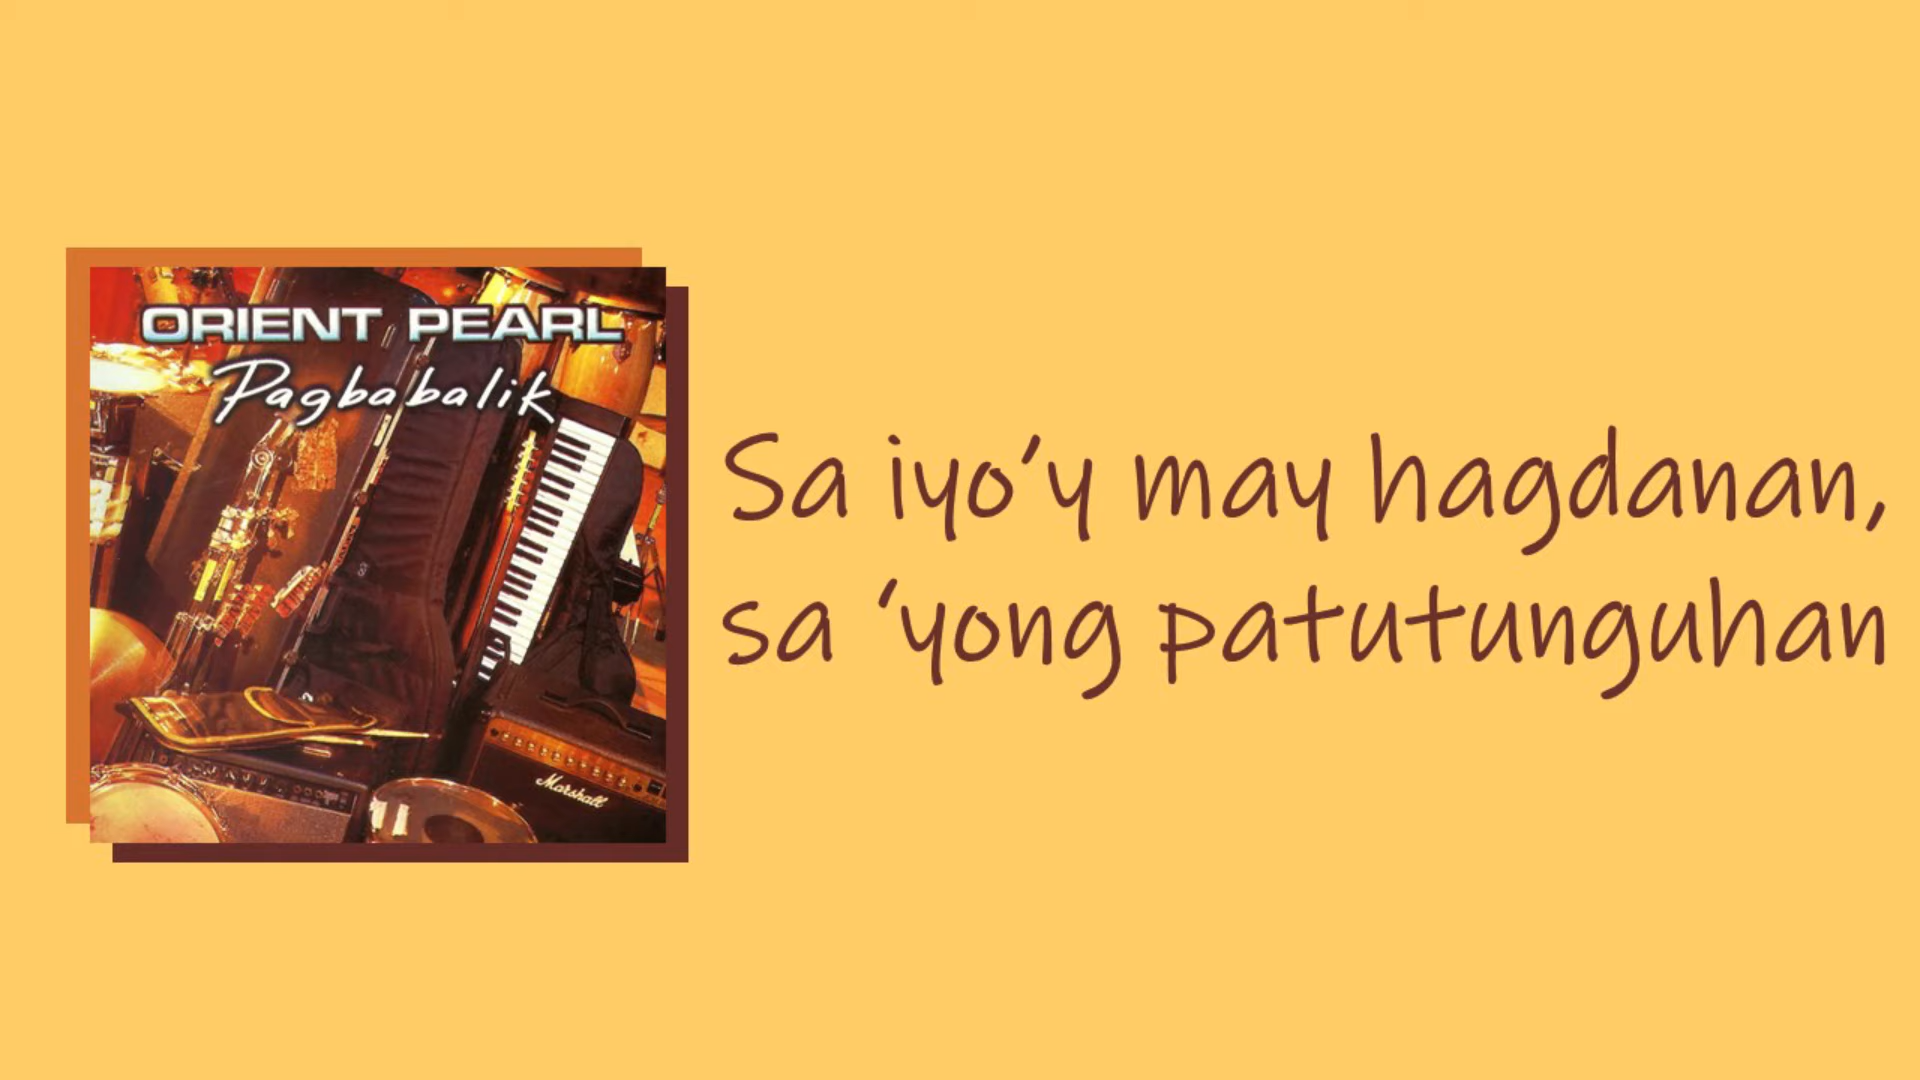 ORIENT PEARL
Pagbabalik
Sa iyo’y may hagdanan,
sa ‘yong patutunguhan
Marshall